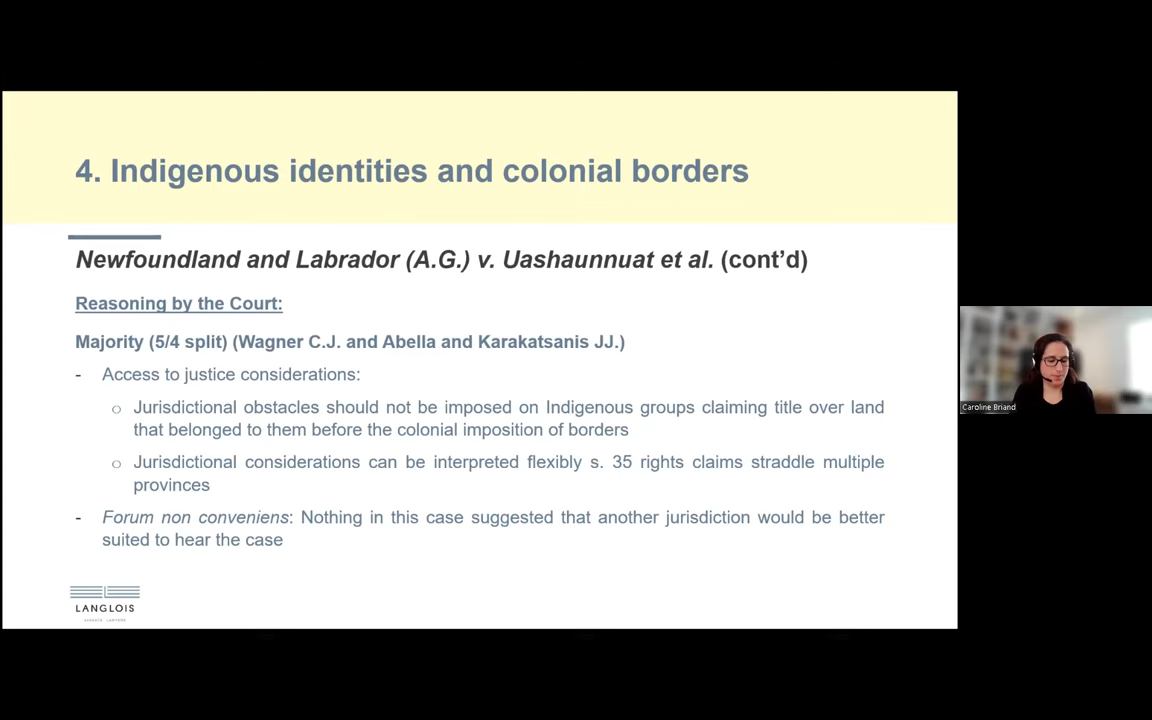 4. Indigenous identities and colonial borders
Newfoundland and Labrador (A.G.) v. Uashaunnuat et al. (cont’d)
Reasoning by the Court:
Majority (5/4 split) (Wagner C.J. and Abella and Karakatsanis JJ.)
- Access to justice considerations:
o Jurisdictional obstacles should not be imposed on Indigenous groups claiming title over land
that belonged to them before the colonial imposition of borders
o Jurisdictional considerations can be interpreted flexibly s. 35 rights claims straddle multiple
provinces
- Forum non conveniens: Nothing in this case suggested that another jurisdiction would be better
suited to hear the case
Caroline Briand
LANGLOIS